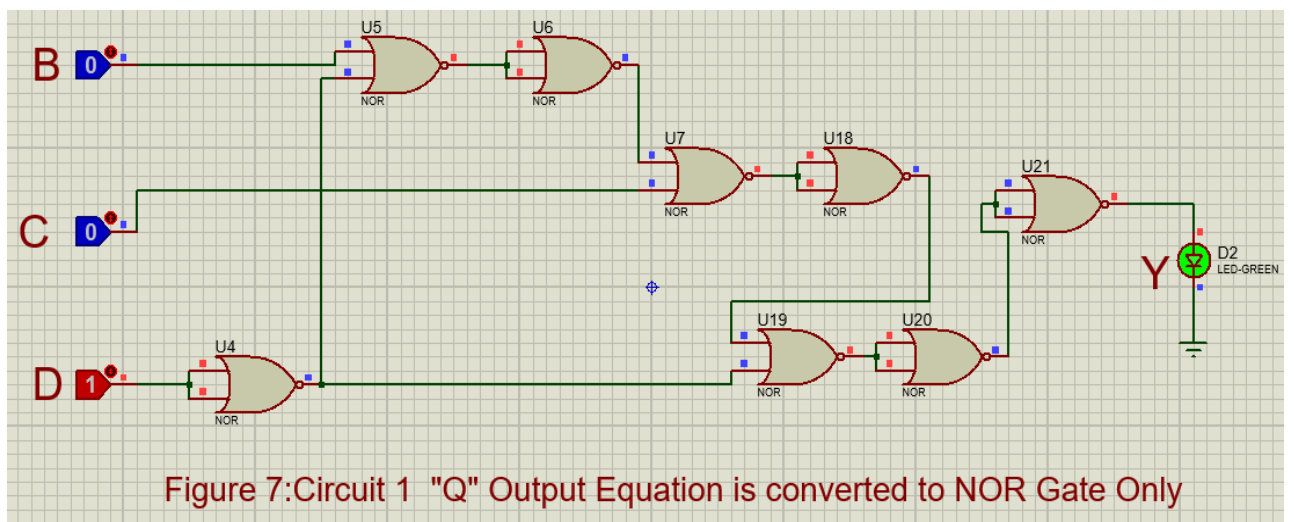 U5
U6
B
0
NOR
NOR
U7
U18
U21
C
0
NOR
NOR
NOR
Y
D2
LED-GREEN
U19
U20
U4
D
1
NOR
NOR
NOR
Figure 7:Circuit 1 "Q" Output Equation is converted to NOR Gate Only